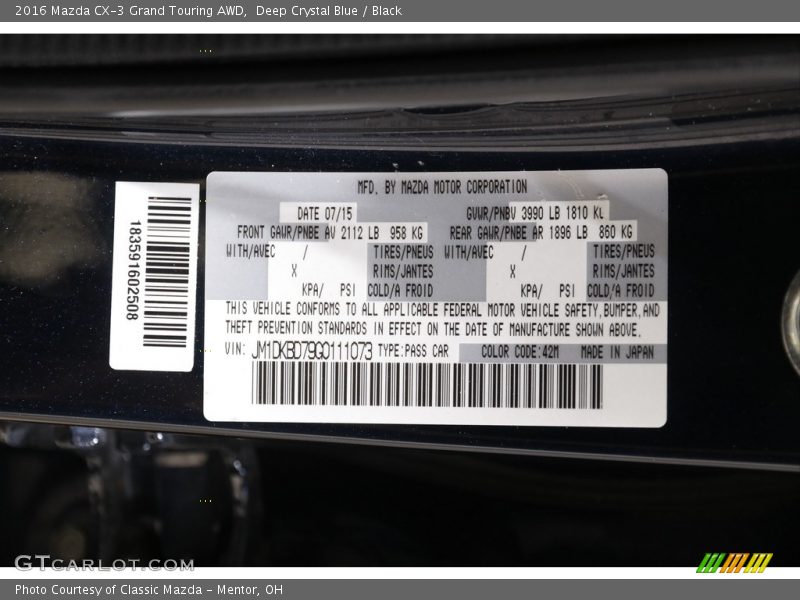 2016 Mazda CX-3 Grand Touring AWD,  Deep Crystal Blue / Black
183591602508
MFD. BY MAZDA MOTOR CORPORATION
DATE 07/15 GVWR/PNBV 3990 LB 1810 KL
FRONT GAWR/PNBE AV 2112 LB 958 KG REAR GAWR/PNBE AR 1896 LB 860 KG
WITH/AVEC / TIRES/PNEUS WITH/AVEC / TIRES/PNEUS
X RIMS/JANTES X RIMS/JANTES
KPA/ PSI COLD/A FROID KPA/ PSI COLD/A FROID
THIS VEHICLE CONFORMS TO ALL APPLICABLE FEDERAL MOTOR VEHICLE SAFETY, BUMPER, AND
THEFT PREVENTION STANDARDS IN EFFECT ON THE DATE OF MANUFACTURE SHOWN ABOVE.
VIN: JM1DKBD79G0111073 TYPE:PASS CAR COLOR CODE:42M MADE IN JAPAN
GTCARLOT.COM
Photo Courtesy of Classic Mazda - Mentor, OH